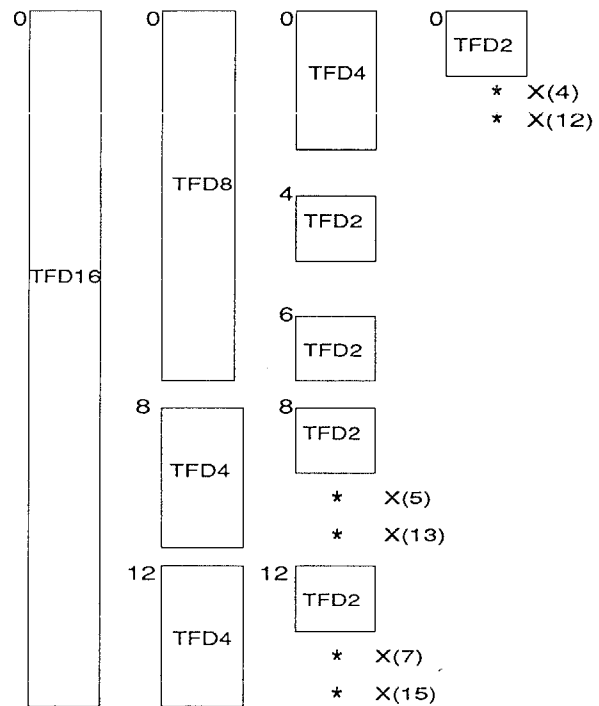 0 0 0 0
TFD2
TFD4
* X(4)
* X(12)
TFD8
4
TFD2
TFD16
6
TFD2
8 8
TFD2
TFD4
* X(5)
* X(13)
12 12
TFD2
TFD4
* X(7)
* X(15)